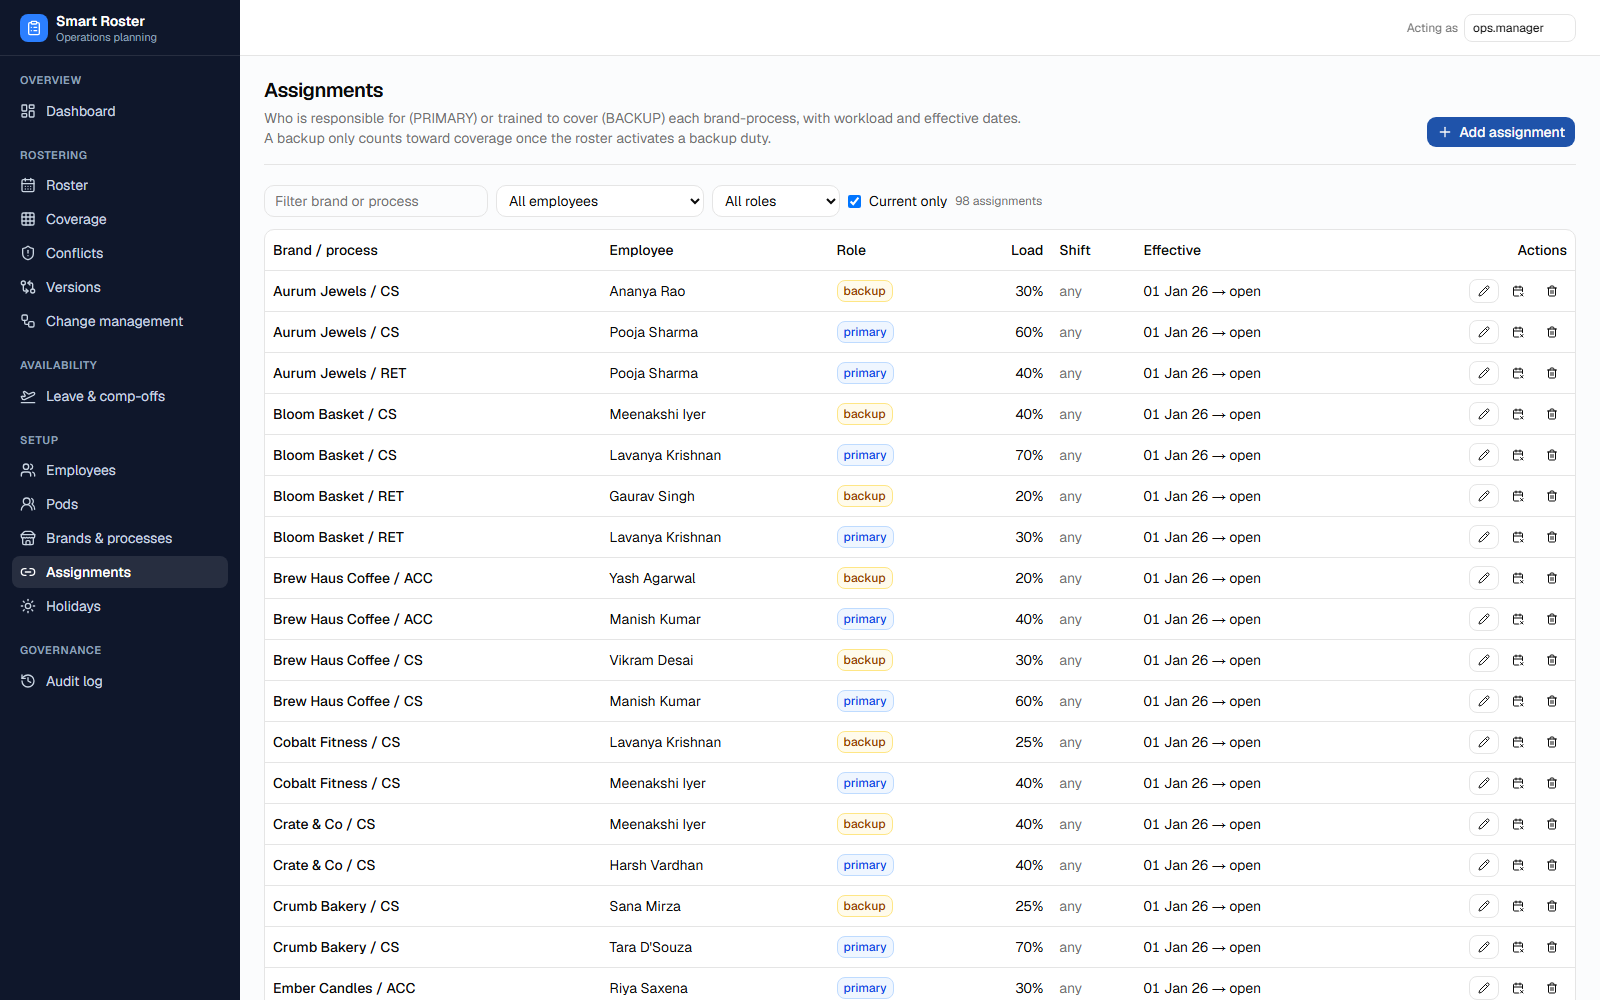 Smart Roster
Operations planning
Acting as ops.manager
OVERVIEW
Dashboard
ROSTERING
Roster
Coverage
Conflicts
Versions
Change management
AVAILABILITY
Leave & comp-offs
SETUP
Employees
Pods
Brands & processes
Assignments
Holidays
GOVERNANCE
Audit log
Assignments
Who is responsible for (PRIMARY) or trained to cover (BACKUP) each brand-process, with workload and effective dates.
A backup only counts toward coverage once the roster activates a backup duty.
Add assignment
Filter brand or process All employees All roles Current only 98 assignments
Brand / process Employee Role Load Shift Effective Actions
Aurum Jewels / CS Ananya Rao backup 30% any 01 Jan 26 → open
Aurum Jewels / CS Pooja Sharma primary 60% any 01 Jan 26 → open
Aurum Jewels / RET Pooja Sharma primary 40% any 01 Jan 26 → open
Bloom Basket / CS Meenakshi Iyer backup 40% any 01 Jan 26 → open
Bloom Basket / CS Lavanya Krishnan primary 70% any 01 Jan 26 → open
Bloom Basket / RET Gaurav Singh backup 20% any 01 Jan 26 → open
Bloom Basket / RET Lavanya Krishnan primary 30% any 01 Jan 26 → open
Brew Haus Coffee / ACC Yash Agarwal backup 20% any 01 Jan 26 → open
Brew Haus Coffee / ACC Manish Kumar primary 40% any 01 Jan 26 → open
Brew Haus Coffee / CS Vikram Desai backup 30% any 01 Jan 26 → open
Brew Haus Coffee / CS Manish Kumar primary 60% any 01 Jan 26 → open
Cobalt Fitness / CS Lavanya Krishnan backup 25% any 01 Jan 26 → open
Cobalt Fitness / CS Meenakshi Iyer primary 40% any 01 Jan 26 → open
Crate & Co / CS Meenakshi Iyer backup 40% any 01 Jan 26 → open
Crate & Co / CS Harsh Vardhan primary 40% any 01 Jan 26 → open
Crumb Bakery / CS Sana Mirza backup 25% any 01 Jan 26 → open
Crumb Bakery / CS Tara D'Souza primary 70% any 01 Jan 26 → open
Ember Candles / ACC Riya Saxena primary 30% any 01 Jan 26 → open